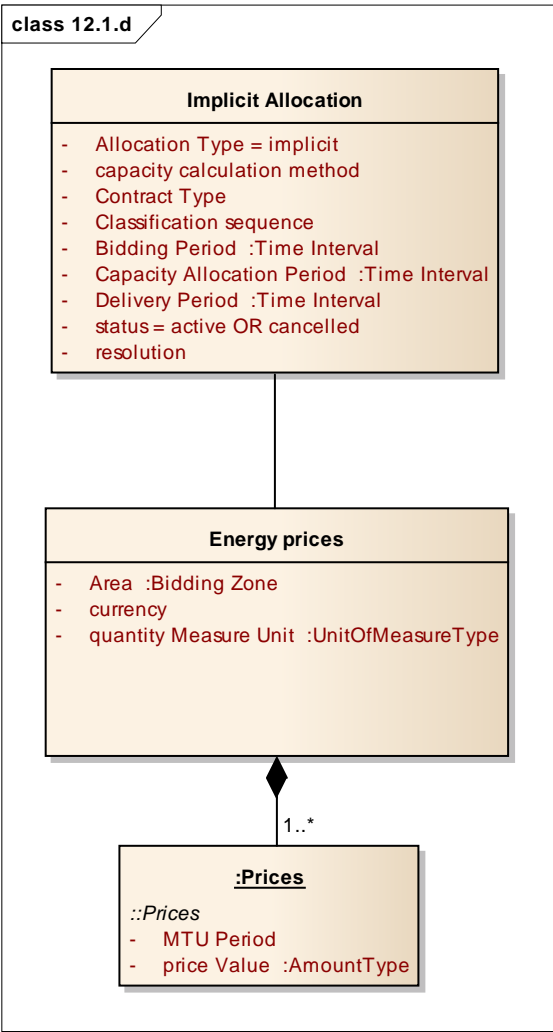 class 12.1.d
Implicit Allocation
- Allocation Type = implicit
- capacity calculation method
- Contract Type
- Classification sequence
- Bidding Period :Time Interval
- Capacity Allocation Period :Time Interval
- Delivery Period :Time Interval
- status = active OR cancelled
- resolution
Energy prices
- Area :Bidding Zone
- currency
- quantity Measure Unit :UnitOfMeasureType
1..*
:Prices
::Prices
- MTU Period
- price Value :AmountType